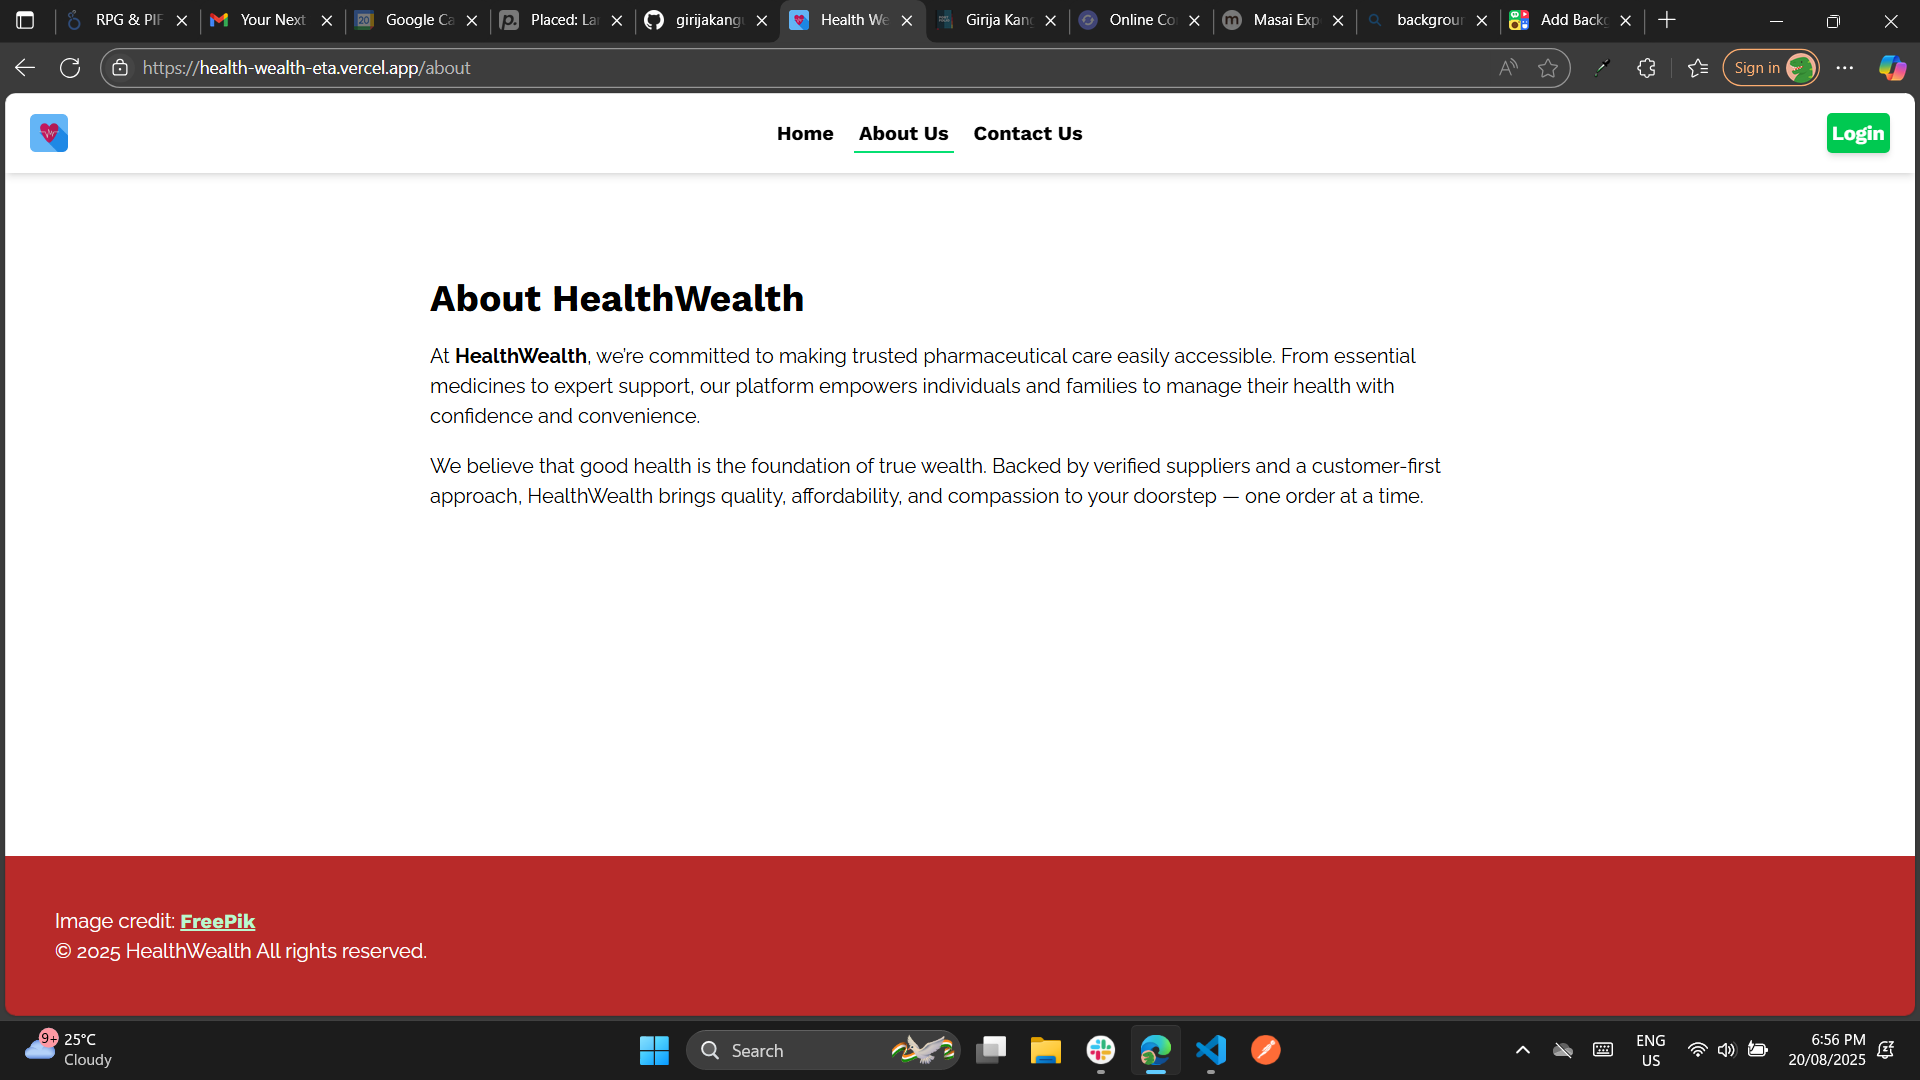 RPG & PIF
Your Next
Google Ca
Placed: Lar
girijakangu
Health We
Girija Kang
Online Co
Masai Exp
backgroun
Add Backg
https://health-wealth-eta.vercel.app/about
Sign in
Home About Us Contact Us
Login
About HealthWealth
At HealthWealth, we’re committed to making trusted pharmaceutical care easily accessible. From essential
medicines to expert support, our platform empowers individuals and families to manage their health with
confidence and convenience.
We believe that good health is the foundation of true wealth. Backed by verified suppliers and a customer-first
approach, HealthWealth brings quality, affordability, and compassion to your doorstep — one order at a time.
Image credit: FreePik
© 2025 HealthWealth All rights reserved.
9+
25°C
Cloudy
Search
ENG
US
6:56 PM
20/08/2025